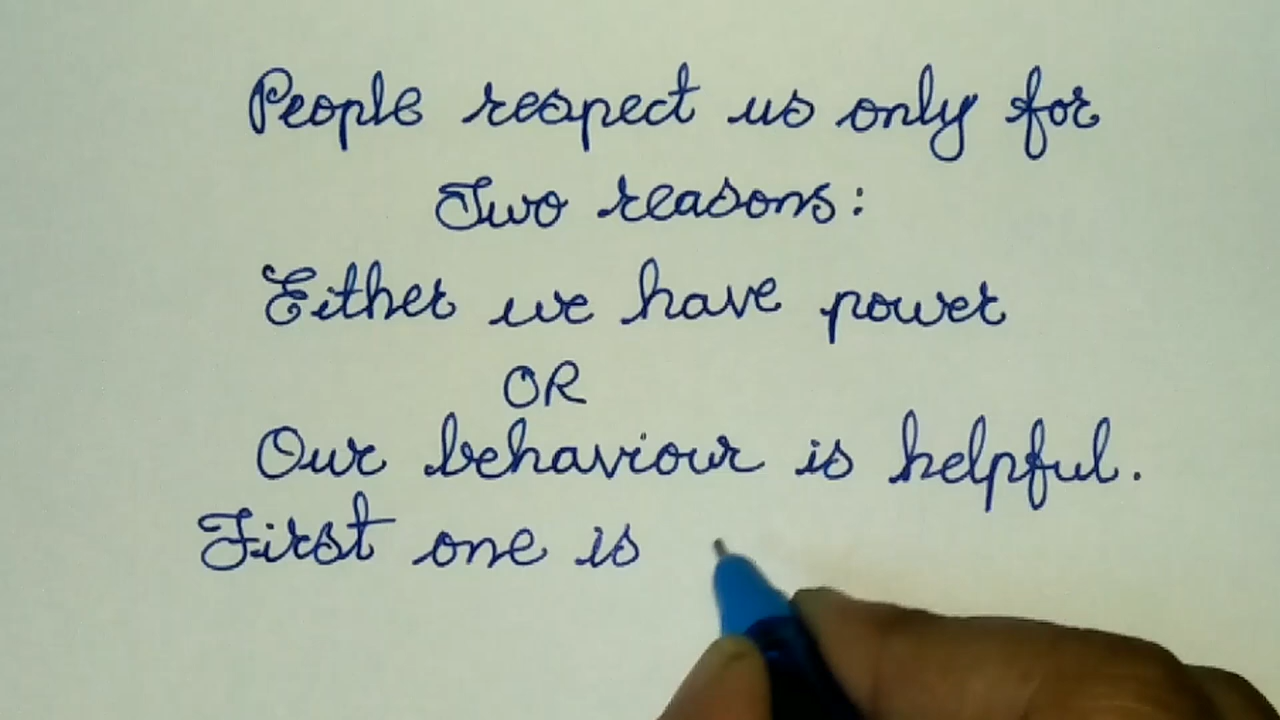 People respect us only for
Two reasons:
Either we have power
OR
Our behaviour is helpful.
First one is